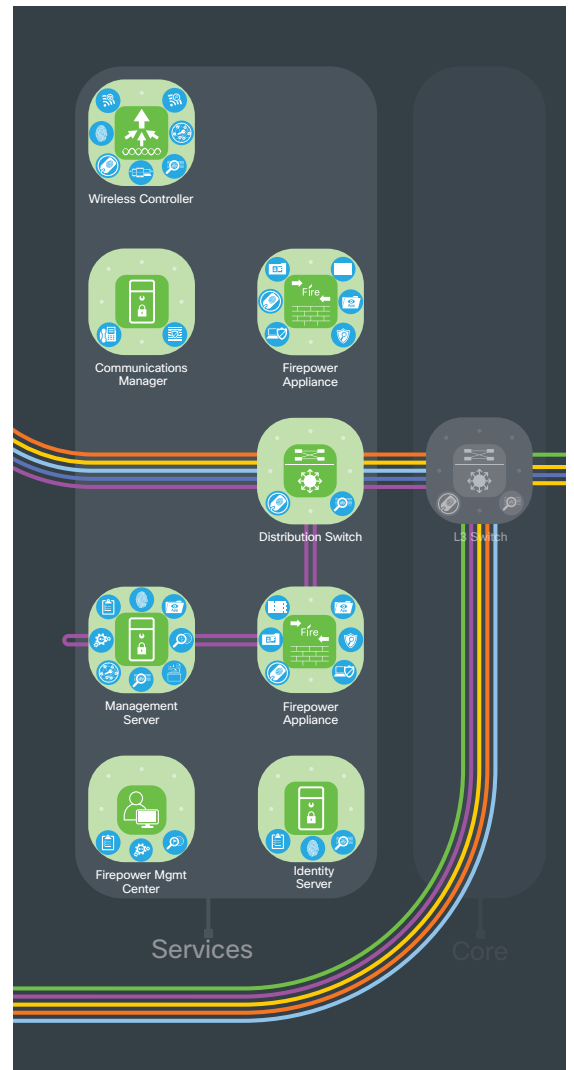 Wireless Controller
Communications
Manager
Fire
Firepower
Appliance
Distribution Switch
L3 Switch
Management
Server
Fire
Firepower
Appliance
Firepower Mgmt
Center
Identity
Server
Services
Core